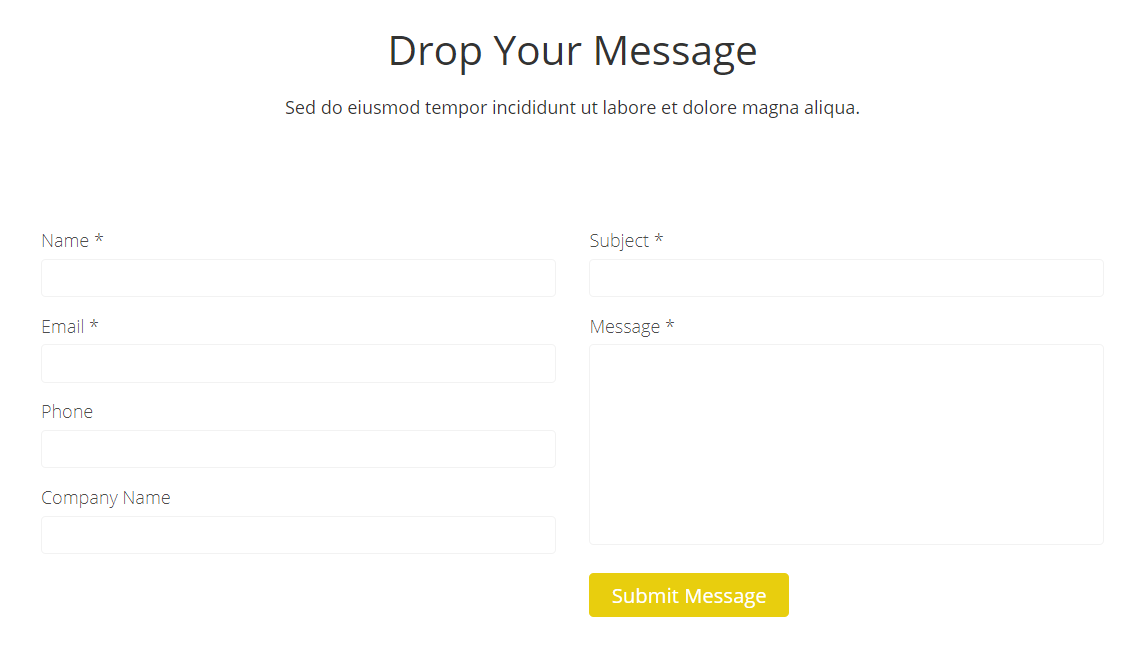 Drop Your Message
Sed do eiusmod tempor incididunt ut labore et dolore magna aliqua.
Name *
Email *
Phone
Company Name
Subject *
Message *
Submit Message